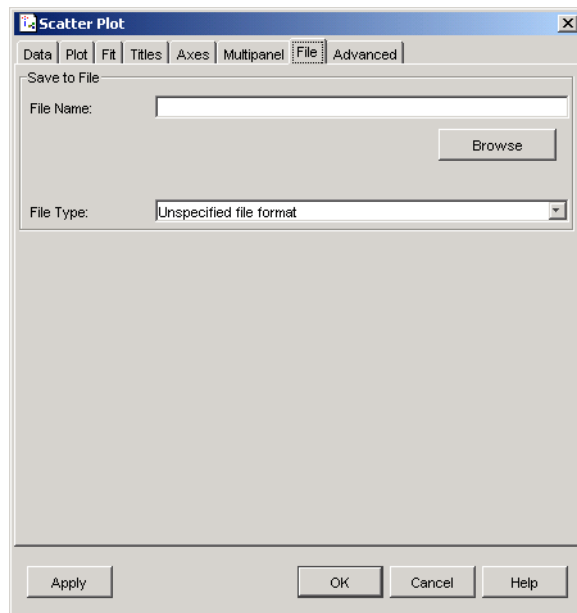 Scatter Plot
Data Plot Fit Titles Axes Multipanel File Advanced
Save to File
File Name:
Browse
File Type: Unspecified file format
Apply OK Cancel Help